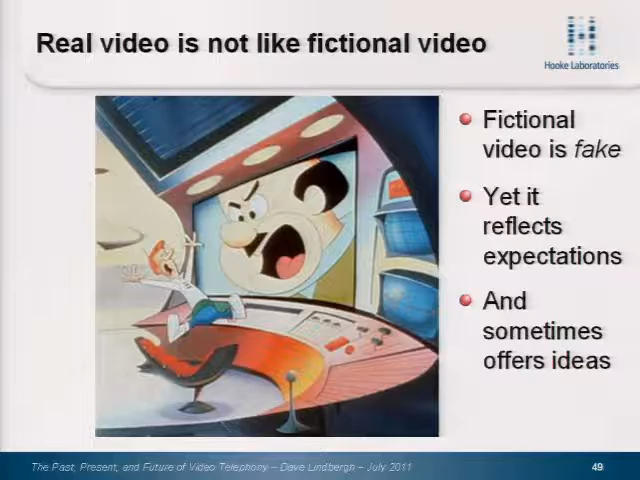 Real video is not like fictional video
Hooke Laboratories
Fictional
video is fake
Yet it
reflects
expectations
And
sometimes
offers ideas
The Past, Present, and Future of Video Telephony – Dave Lindbergh – July 2011
49